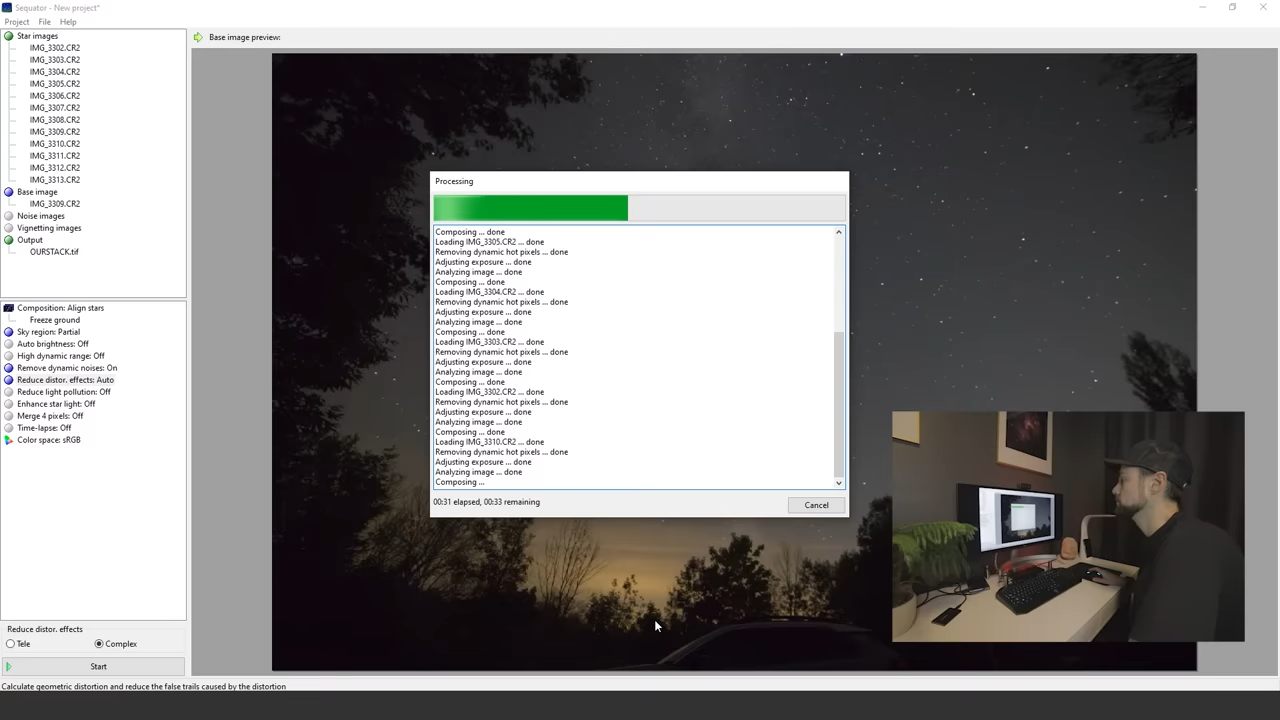 Sequator - New project*
Project File Help
Star images
IMG_3302.CR2
IMG_3303.CR2
IMG_3304.CR2
IMG_3305.CR2
IMG_3306.CR2
IMG_3307.CR2
IMG_3308.CR2
IMG_3309.CR2
IMG_3310.CR2
IMG_3311.CR2
IMG_3312.CR2
IMG_3313.CR2
Base image
IMG_3309.CR2
Noise images
Vignetting images
Output
OURSTACK.tif
Composition: Align stars
Freeze ground
Sky region: Partial
Auto brightness: Off
High dynamic range: Off
Remove dynamic noises: On
Reduce distor. effects: Auto
Reduce light pollution: Off
Enhance star light: Off
Merge 4 pixels: Off
Time-lapse: Off
Color space: sRGB
Reduce distor. effects
Tele Complex
Start
Calculate geometric distortion and reduce the false trails caused by the distortion
Base image preview:
Processing
Composing ... done
Loading IMG_3305.CR2 ... done
Removing dynamic hot pixels ... done
Adjusting exposure ... done
Analyzing image ... done
Composing ... done
Loading IMG_3304.CR2 ... done
Removing dynamic hot pixels ... done
Adjusting exposure ... done
Analyzing image ... done
Composing ... done
Loading IMG_3303.CR2 ... done
Removing dynamic hot pixels ... done
Adjusting exposure ... done
Analyzing image ... done
Composing ... done
Loading IMG_3302.CR2 ... done
Removing dynamic hot pixels ... done
Adjusting exposure ... done
Analyzing image ... done
Composing ... done
Loading IMG_3310.CR2 ... done
Removing dynamic hot pixels ... done
Adjusting exposure ... done
Analyzing image ... done
Composing ...
00:31 elapsed, 00:33 remaining
Cancel